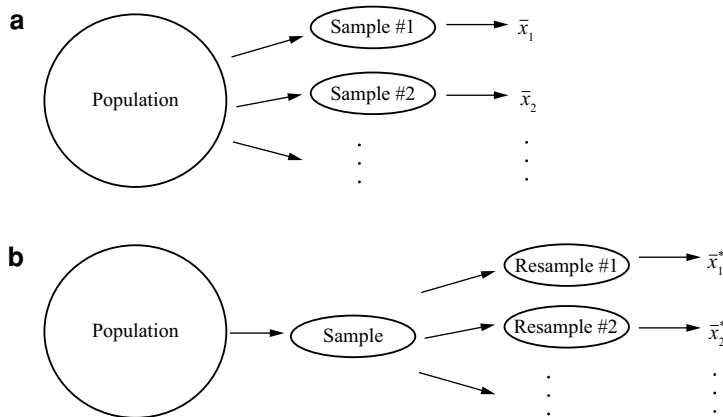 a
Population
Sample #1
x̄₁
Sample #2
x̄₂
b
Population
Sample
Resample #1
x̄₁*
Resample #2
x̄₂*